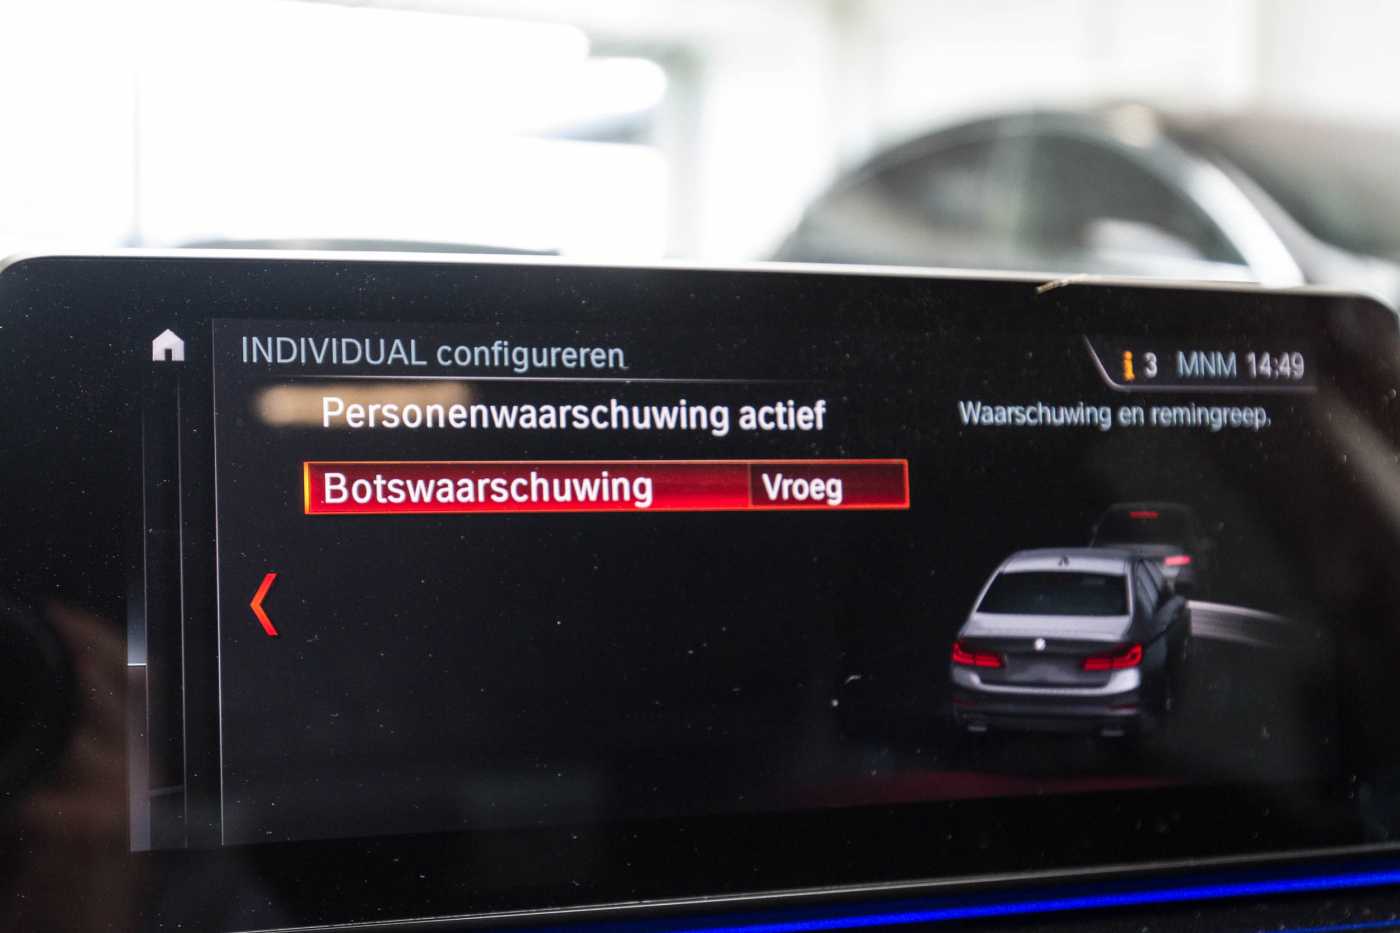 INDIVIDUAL configureren
3 MNM 14:49
Personenwaarschuwing actief
Waarschuwing en remingreep.
Botswaarschuwing Vroeg